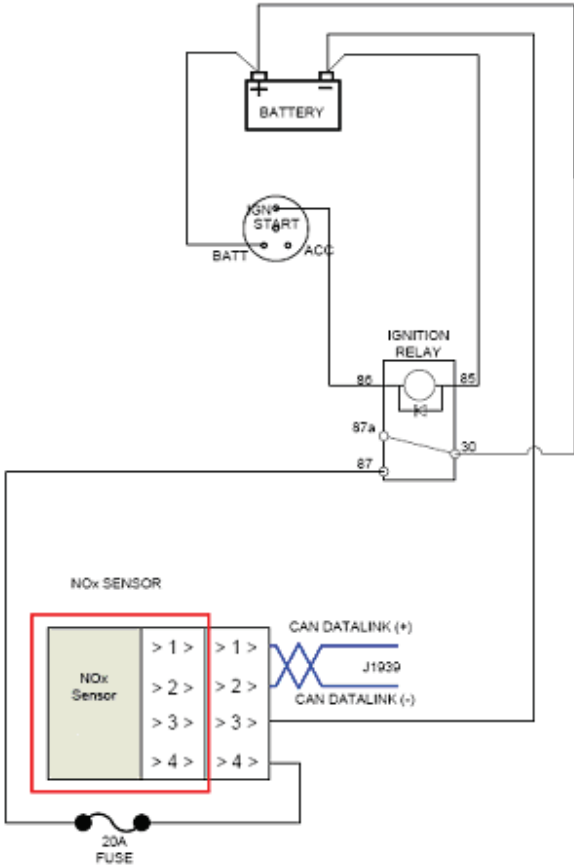 + −
BATTERY
IGN
START
BATT
ACC
IGNITION
RELAY
86
85
87a
30
87
NOx SENSOR
CAN DATALINK (+)
> 1 > > 1 >
J1939
NOx
Sensor
> 2 > > 2 >
CAN DATALINK (-)
> 3 > > 3 >
> 4 > > 4 >
20A
FUSE